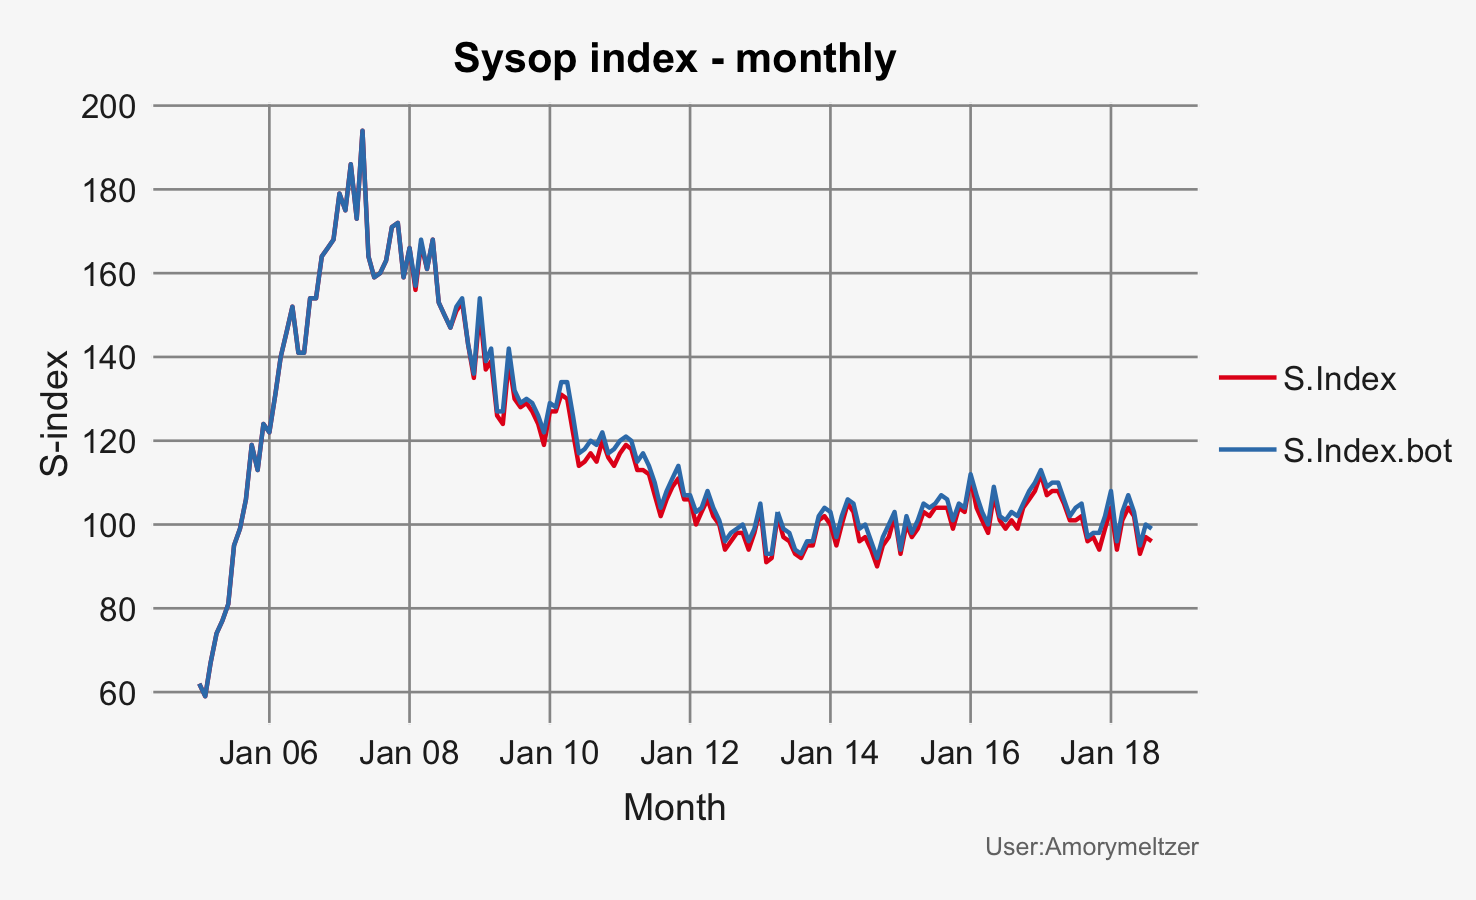 Sysop index - monthly
200
180
160
140
120
100
80
60
S-index
Jan 06 Jan 08 Jan 10 Jan 12 Jan 14 Jan 16 Jan 18
Month
S.Index
S.Index.bot
User:Amorymeltzer